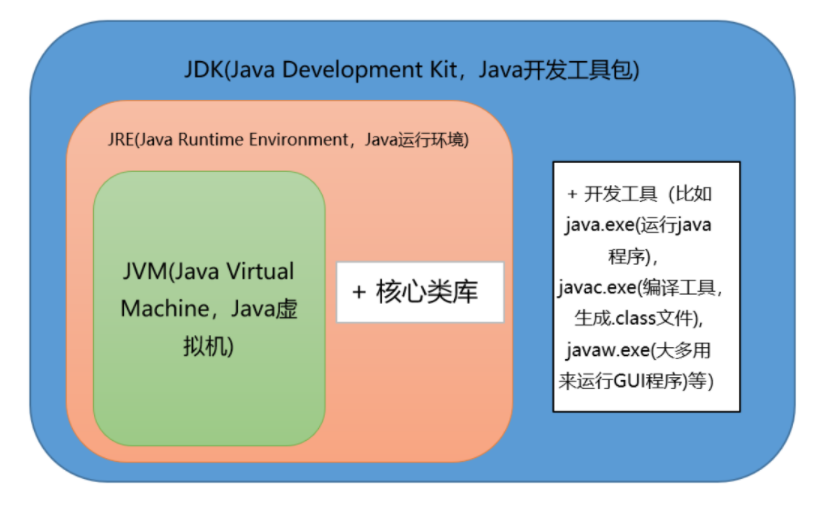 JDK(Java Development Kit，Java开发工具包)
JRE(Java Runtime Environment，Java运行环境)
JVM(Java Virtual
Machine，Java虚
拟机)
+ 核心类库
+ 开发工具（比如
java.exe(运行java
程序)，
javac.exe(编译工具，
生成.class文件),
javaw.exe(大多用
来运行GUI程序)等）